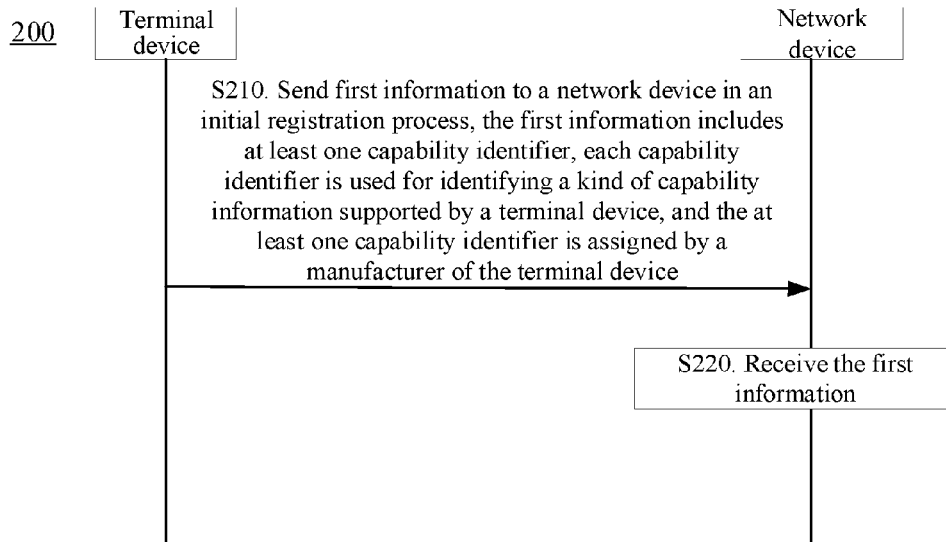 200
Terminal
device
Network
device
S210. Send first information to a network device in an
initial registration process, the first information includes
at least one capability identifier, each capability
identifier is used for identifying a kind of capability
information supported by a terminal device, and the at
least one capability identifier is assigned by a
manufacturer of the terminal device
S220. Receive the first
information